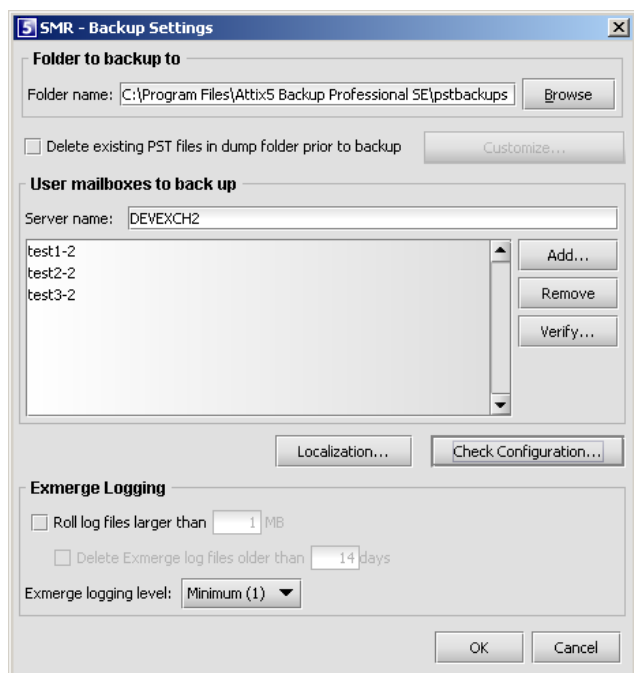 5 SMR - Backup Settings
Folder to backup to
Folder name: C:\Program Files\Attix5 Backup Professional SE\pstbackups Browse
Delete existing PST files in dump folder prior to backup Customize...
User mailboxes to back up
Server name: DEVEXCH2
test1-2
Add...
test2-2
test3-2
Remove
Verify...
Localization... Check Configuration...
Exmerge Logging
Roll log files larger than 1 MB
Delete Exmerge log files older than 14 days
Exmerge logging level: Minimum (1)
OK Cancel